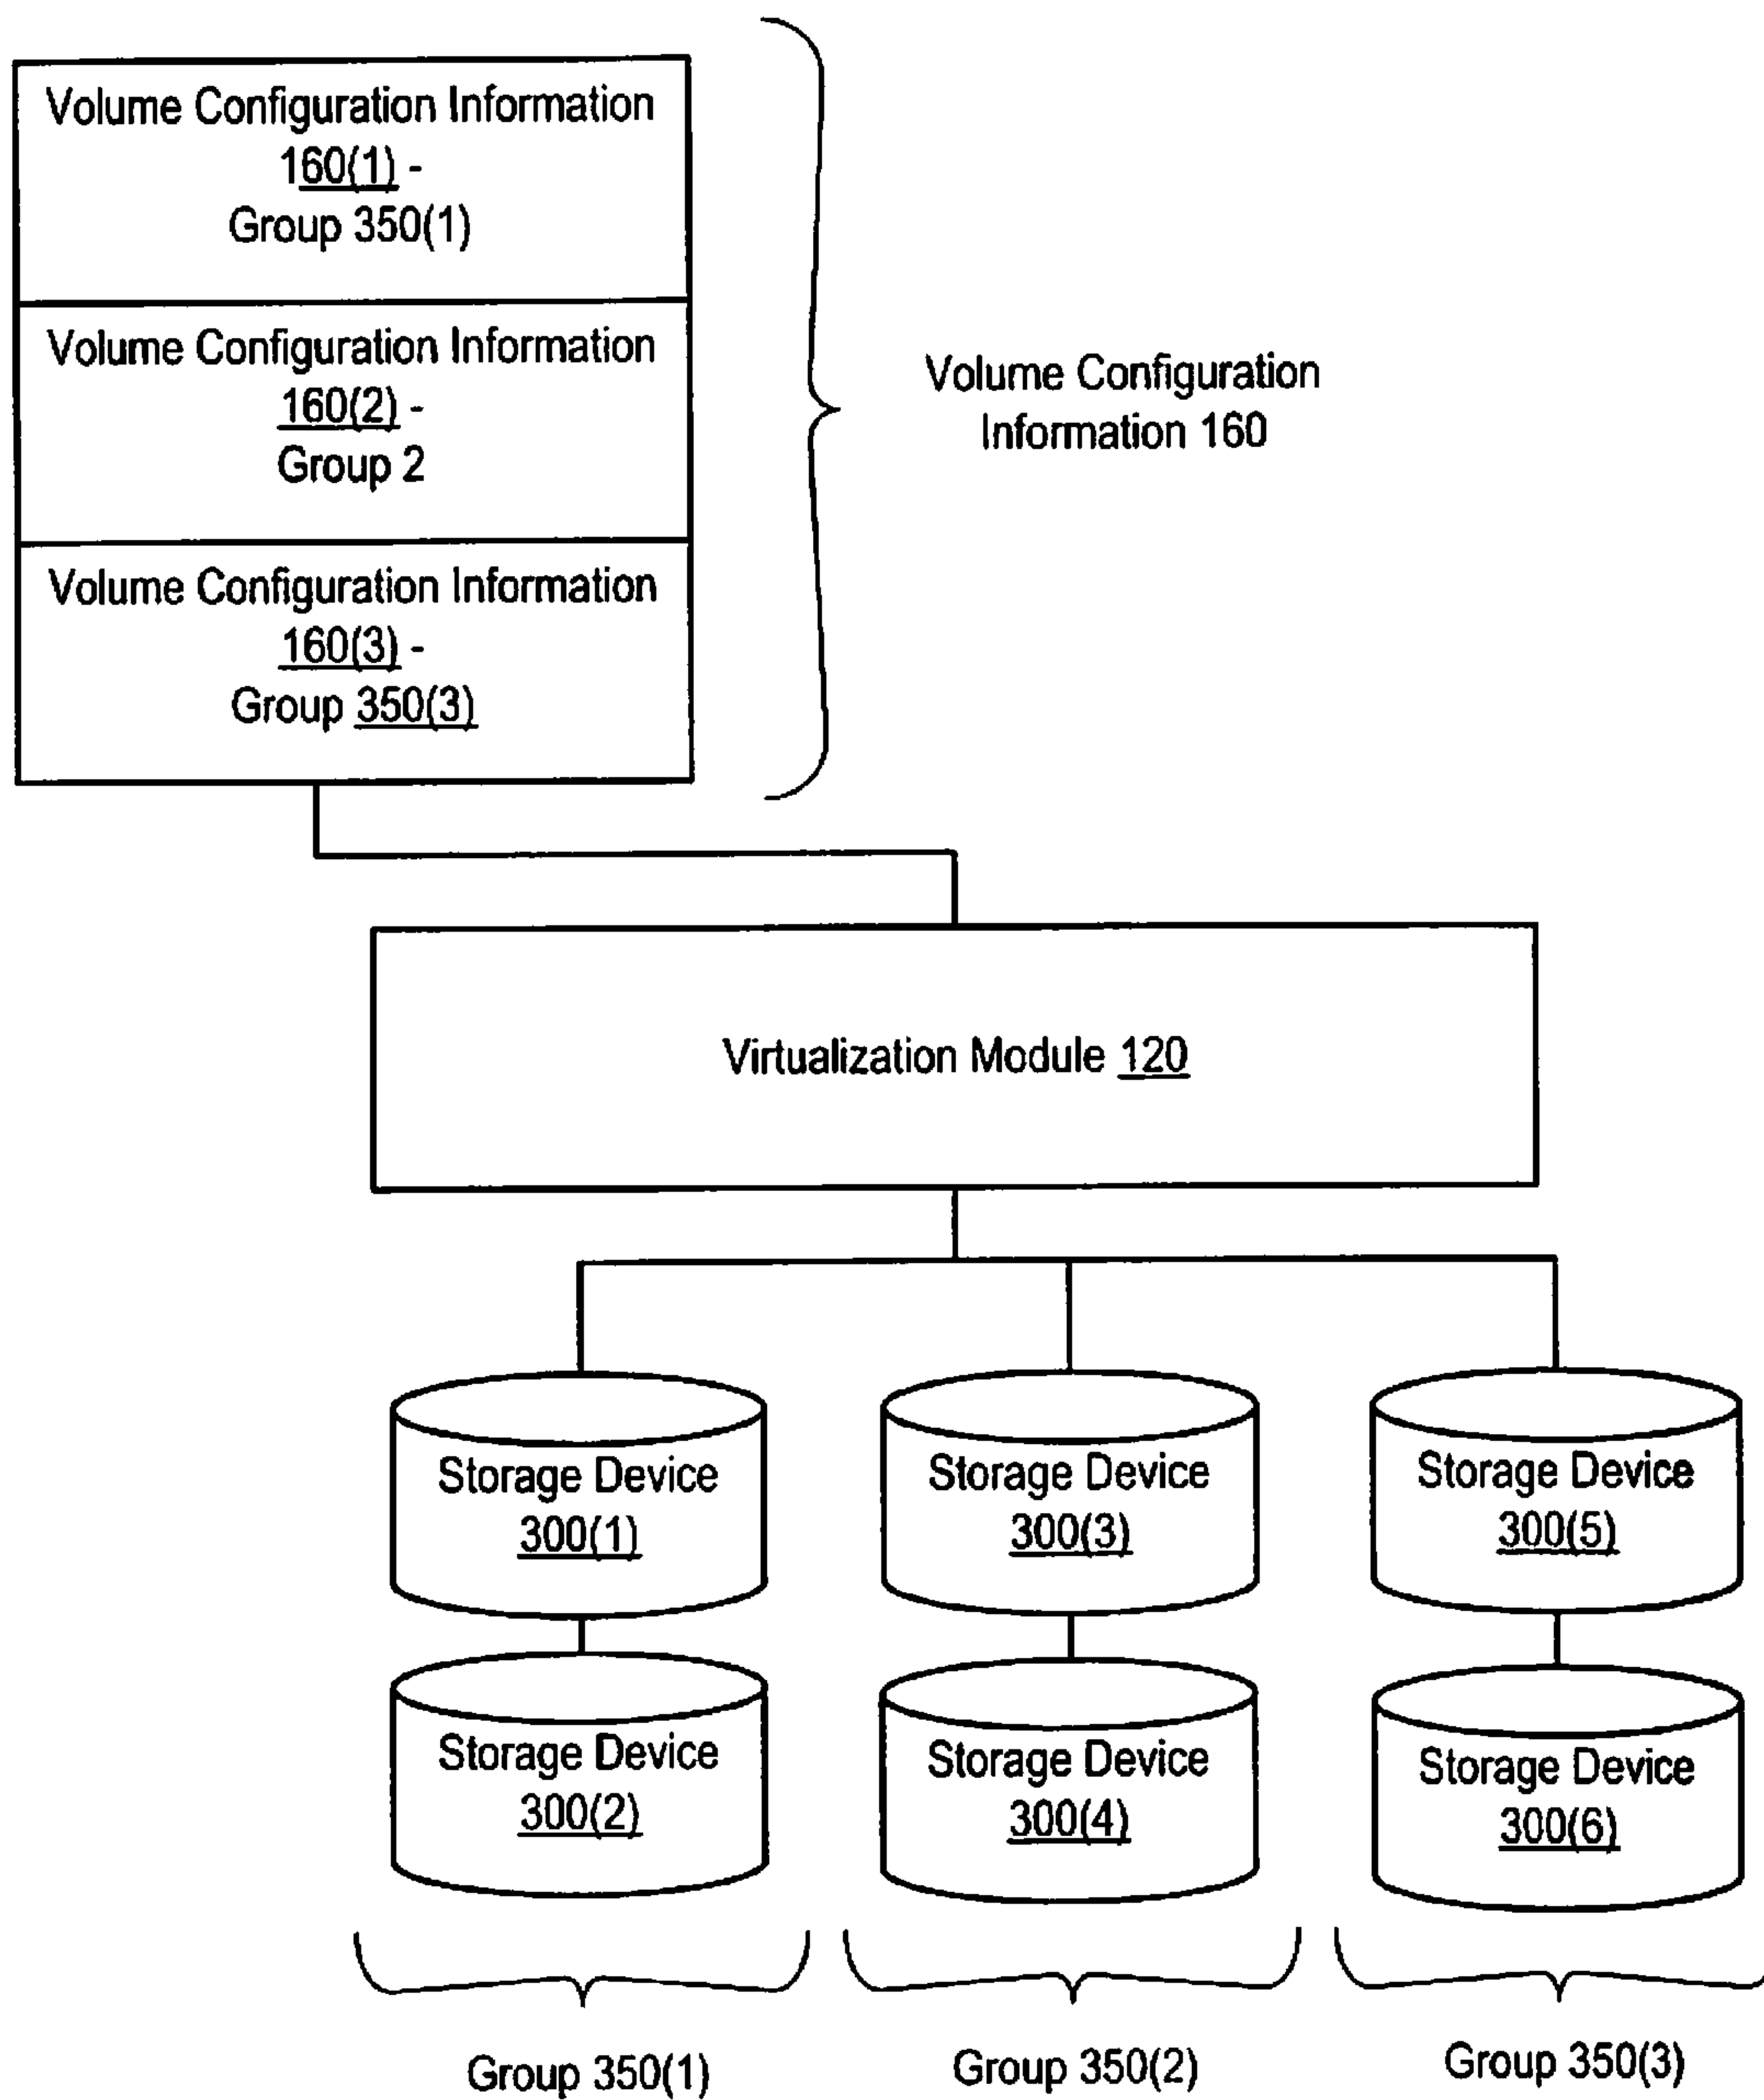 Volume Configuration Information
160(1) -
Group 350(1)
Volume Configuration Information
160(2) -
Group 2
Volume Configuration Information
160(3) -
Group 350(3)
Volume Configuration
Information 160
Virtualization Module 120
Storage Device
300(1)
Storage Device
300(3)
Storage Device
300(5)
Storage Device
300(2)
Storage Device
300(4)
Storage Device
300(6)
Group 350(1)
Group 350(2)
Group 350(3)